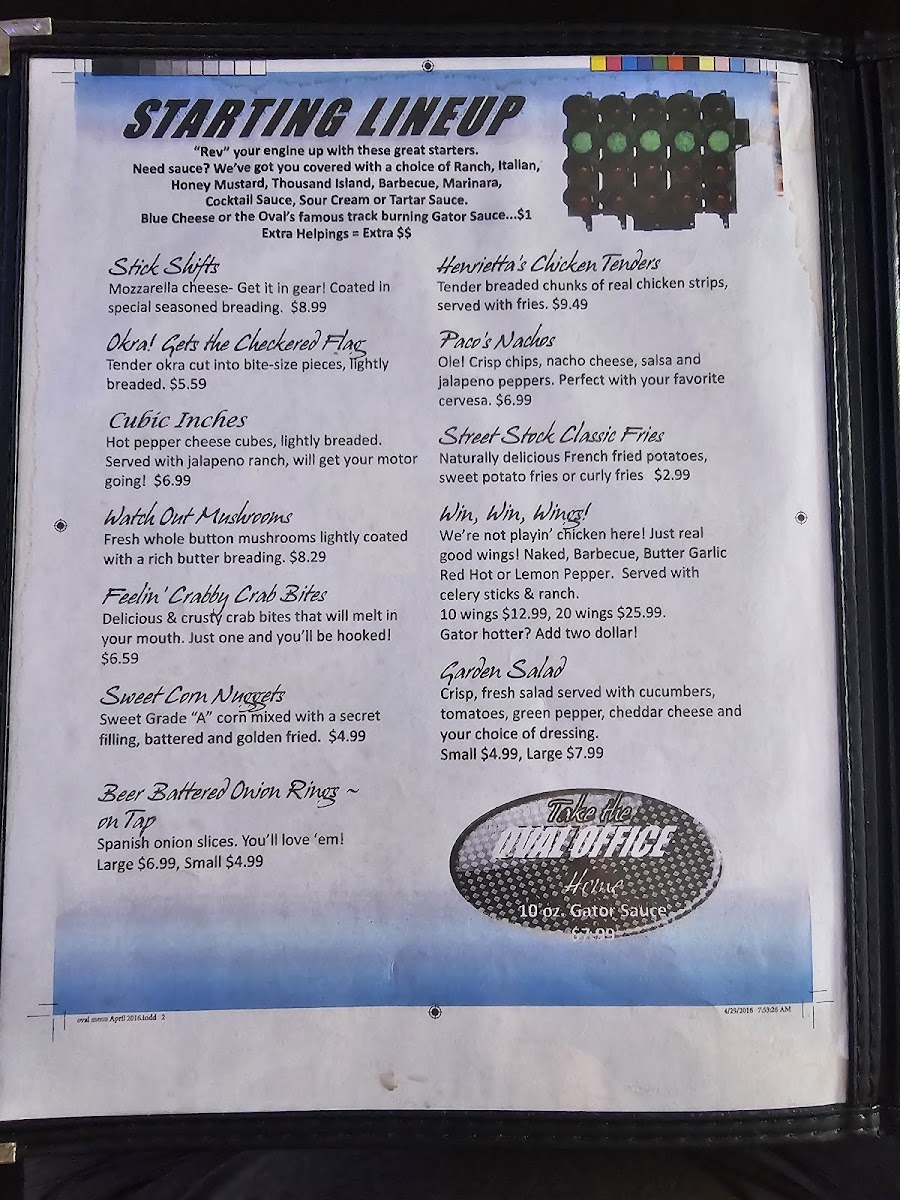 STARTING LINEUP
“Rev” your engine up with these great starters.
Need sauce? We’ve got you covered with a choice of Ranch, Italian,
Honey Mustard, Thousand Island, Barbecue, Marinara,
Cocktail Sauce, Sour Cream or Tartar Sauce.
Blue Cheese or the Oval’s famous track burning Gator Sauce...$1
Extra Helpings = Extra $$
Stick Shifts
Mozzarella cheese- Get it in gear! Coated in
special seasoned breading.  $8.99
Okra! Gets the Checkered Flag
Tender okra cut into bite-size pieces, lightly
breaded. $5.59
Cubic Inches
Hot pepper cheese cubes, lightly breaded.
Served with jalapeno ranch, will get your motor
going!  $6.99
Watch Out Mushrooms
Fresh whole button mushrooms lightly coated
with a rich butter breading. $8.29
Feelin’ Crabby Crab Bites
Delicious & crusty crab bites that will melt in
your mouth. Just one and you’ll be hooked!
$6.59
Sweet Corn Nuggets
Sweet Grade “A” corn mixed with a secret
filling, battered and golden fried.  $4.99
Beer Battered Onion Rings ~
on Tap
Spanish onion slices. You’ll love ‘em!
Large $6.99, Small $4.99
Henrietta’s Chicken Tenders
Tender breaded chunks of real chicken strips,
served with fries. $9.49
Paco’s Nachos
Ole! Crisp chips, nacho cheese, salsa and
jalapeno peppers. Perfect with your favorite
cervesa. $6.99
Street Stock Classic Fries
Naturally delicious French fried potatoes,
sweet potato fries or curly fries  $2.99
Win, Win, Wings!
We’re not playin’ chicken here! Just real
good wings! Naked, Barbecue, Butter Garlic
Red Hot or Lemon Pepper.  Served with
celery sticks & ranch.
10 wings $12.99, 20 wings $25.99.
Gator hotter? Add two dollar!
Garden Salad
Crisp, fresh salad served with cucumbers,
tomatoes, green pepper, cheddar cheese and
your choice of dressing.
Small $4.99, Large $7.99
Take the
OVAL OFFICE
Home
10 oz. Gator Sauce
$7.99
oval menu April 2016.indd  2
4/23/2016  7:53:26 AM